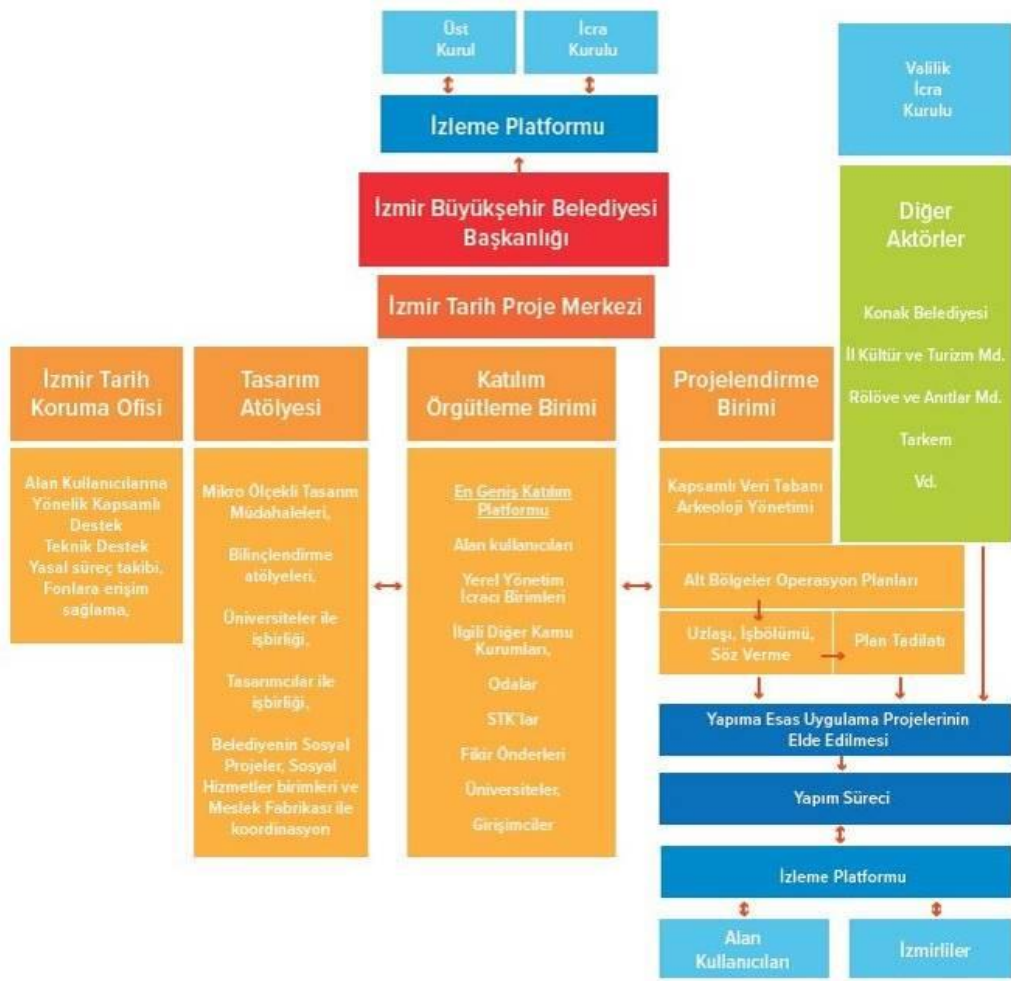 Üst
Kurul
İcra
Kurulu
Valilik
İcra
Kurulu
İzleme Platformu
İzmir Büyükşehir Belediyesi
Başkanlığı
İzmir Tarih Proje Merkezi
Diğer
Aktörler
Konak Belediyesi
İl Kültür ve Turizm Md.
Rölöve ve Anıtlar Md.
Tarkem
Vd.
İzmir Tarih
Koruma Ofisi
Alan Kullanıcılarına
Yönelik Kapsamlı
Destek
Teknik Destek
Yasal süreç takibi,
Fonlara erişim
sağlama,
Tasarım
Atölyesi
Mikro Ölçekli Tasarım
Müdahaleleri,
Bilinçlendirme
atölyeleri,
Üniversiteler ile
işbirliği,
Tasarımcılar ile
işbirliği,
Belediyenin Sosyal
Projeler, Sosyal
Hizmetler birimleri ve
Meslek Fabrikası ile
koordinasyon
Katılım
Örgütleme Birimi
En Geniş Katılım
Platformu
Alan kullanıcıları
Yerel Yönetim
İcracı Birimleri
İlgili Diğer Kamu
Kurumları,
Odalar
STK'lar
Fikir Önderleri
Üniversiteler,
Girişimciler
Projelendirme
Birimi
Kapsamlı Veri Tabanı
Arkeoloji Yönetimi
Alt Bölgeler Operasyon Planları
Uzlaşı, İşbölümü,
Söz Verme
Plan Tadilatı
Yapıma Esas Uygulama Projelerinin
Elde Edilmesi
Yapım Süreci
İzleme Platformu
Alan
Kullanıcıları
İzmirliler